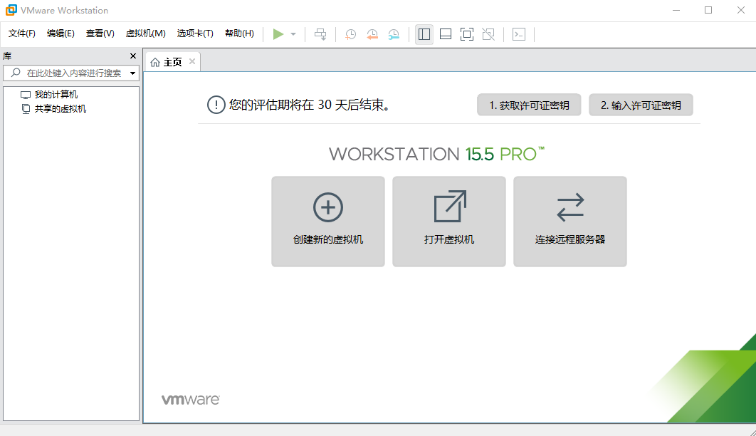 VMware Workstation
文件(F) 编辑(E) 查看(V) 虚拟机(M) 选项卡(T) 帮助(H)
库
在此处键入内容进行搜索
我的计算机
共享的虚拟机
主页
您的评估期将在 30 天后结束。
1. 获取许可证密钥
2. 输入许可证密钥
WORKSTATION 15.5 PRO™
创建新的虚拟机
打开虚拟机
连接远程服务器
vmware